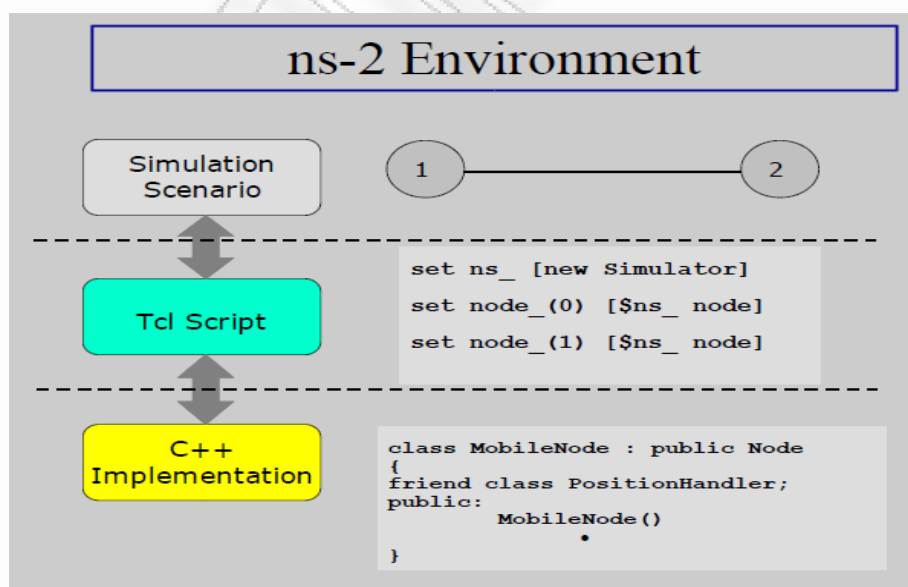 ns-2 Environment
Simulation
Scenario
1
2
Tcl Script
set ns_ [new Simulator]
set node_(0) [$ns_ node]
set node_(1) [$ns_ node]
C++
Implementation
class MobileNode : public Node
{
friend class PositionHandler;
public:
MobileNode()
•
}